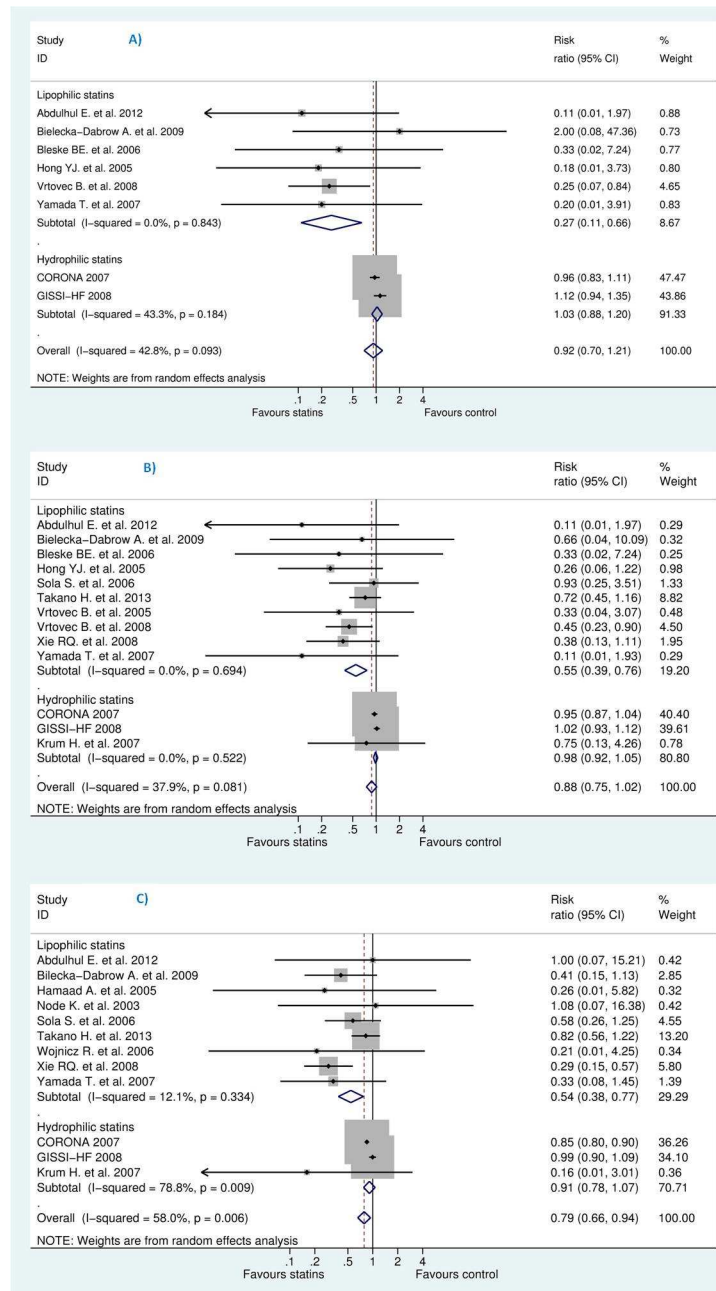 Study A) Risk %
ID ratio (95% CI) Weight
Lipophilic statins
Abdulhul E. et al. 2012 0.11 (0.01, 1.97) 0.88
Bielecka−Dabrow A. et al. 2009 2.00 (0.08, 47.36) 0.73
Bleske BE. et al. 2006 0.33 (0.02, 7.24) 0.77
Hong YJ. et al. 2005 0.18 (0.01, 3.73) 0.80
Vrtovec B. et al. 2008 0.25 (0.07, 0.84) 4.65
Yamada T. et al. 2007 0.20 (0.01, 3.91) 0.83
Subtotal (I−squared = 0.0%, p = 0.843) 0.27 (0.11, 0.66) 8.67
.
Hydrophilic statins
CORONA 2007 0.96 (0.83, 1.11) 47.47
GISSI−HF 2008 1.12 (0.94, 1.35) 43.86
Subtotal (I−squared = 43.3%, p = 0.184) 1.03 (0.88, 1.20) 91.33
.
Overall (I−squared = 42.8%, p = 0.093) 0.92 (0.70, 1.21) 100.00
NOTE: Weights are from random effects analysis
.1 .2 .5 1 2 4
Favours statins Favours control
Study B) Risk %
ID ratio (95% CI) Weight
Lipophilic statins
Abdulhul E. et al. 2012 0.11 (0.01, 1.97) 0.29
Bielecka−Dabrow A. et al. 2009 0.66 (0.04, 10.09) 0.32
Bleske BE. et al. 2006 0.33 (0.02, 7.24) 0.25
Hong YJ. et al. 2005 0.26 (0.06, 1.22) 0.98
Sola S. et al. 2006 0.93 (0.25, 3.51) 1.33
Takano H. et al. 2013 0.72 (0.45, 1.16) 8.82
Vrtovec B. et al. 2005 0.33 (0.04, 3.07) 0.48
Vrtovec B. et al. 2008 0.45 (0.23, 0.90) 4.50
Xie RQ. et al. 2008 0.38 (0.13, 1.11) 1.95
Yamada T. et al. 2007 0.11 (0.01, 1.93) 0.29
Subtotal (I−squared = 0.0%, p = 0.694) 0.55 (0.39, 0.76) 19.20
.
Hydrophilic statins
CORONA 2007 0.95 (0.87, 1.04) 40.40
GISSI−HF 2008 1.02 (0.93, 1.12) 39.61
Krum H. et al. 2007 0.75 (0.13, 4.26) 0.78
Subtotal (I−squared = 0.0%, p = 0.522) 0.98 (0.92, 1.05) 80.80
.
Overall (I−squared = 37.9%, p = 0.081) 0.88 (0.75, 1.02) 100.00
NOTE: Weights are from random effects analysis
.1 .2 .5 1 2 4
Favours statins Favours control
Study C) Risk %
ID ratio (95% CI) Weight
Lipophilic statins
Abdulhul E. et al. 2012 1.00 (0.07, 15.21) 0.42
Bilecka−Dabrow A. et al. 2009 0.41 (0.15, 1.13) 2.85
Hamaad A. et al. 2005 0.26 (0.01, 5.82) 0.32
Node K. et al. 2003 1.08 (0.07, 16.38) 0.42
Sola S. et al. 2006 0.58 (0.26, 1.25) 4.55
Takano H. et al. 2013 0.82 (0.56, 1.22) 13.20
Wojnicz R. et al. 2006 0.21 (0.01, 4.25) 0.34
Xie RQ. et al. 2008 0.29 (0.15, 0.57) 5.80
Yamada T. et al. 2007 0.33 (0.08, 1.45) 1.39
Subtotal (I−squared = 12.1%, p = 0.334) 0.54 (0.38, 0.77) 29.29
.
Hydrophilic statins
CORONA 2007 0.85 (0.80, 0.90) 36.26
GISSI−HF 2008 0.99 (0.90, 1.09) 34.10
Krum H. et al. 2007 0.16 (0.01, 3.01) 0.36
Subtotal (I−squared = 78.8%, p = 0.009) 0.91 (0.78, 1.07) 70.71
.
Overall (I−squared = 58.0%, p = 0.006) 0.79 (0.66, 0.94) 100.00
NOTE: Weights are from random effects analysis
.1 .2 .5 1 2 4
Favours statins Favours control